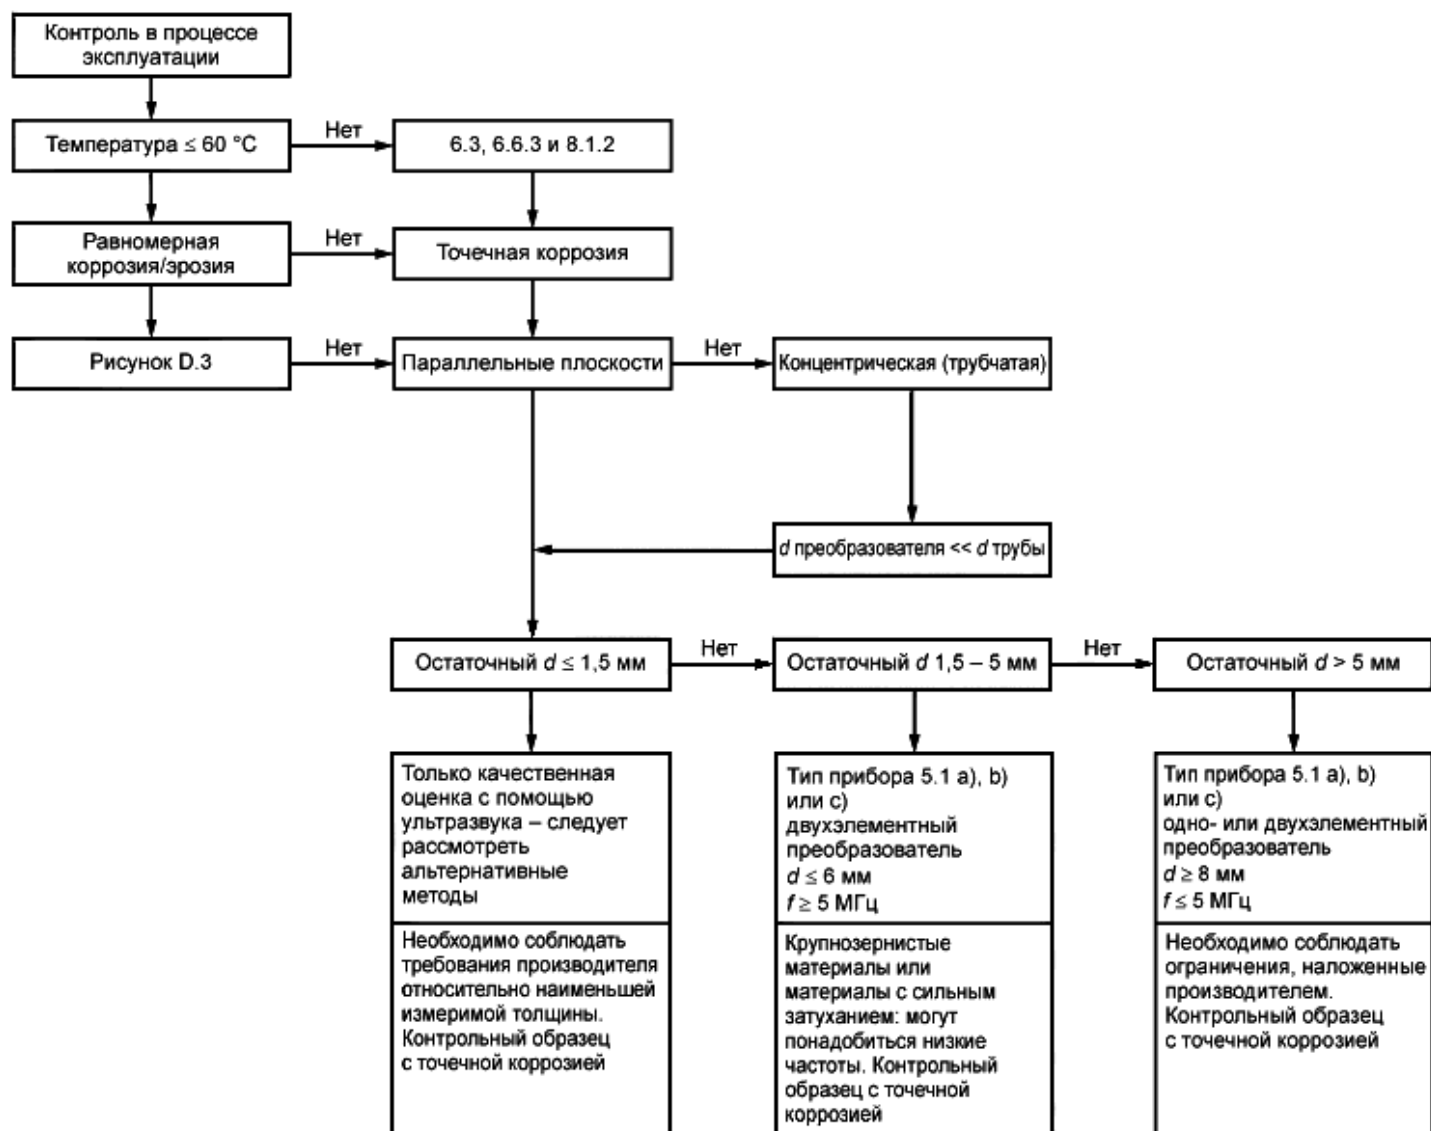 Контроль в процессе
эксплуатации
Температура ≤ 60 °C
Нет
6.3, 6.6.3 и 8.1.2
Равномерная
коррозия/эрозия
Нет
Точечная коррозия
Рисунок D.3
Нет
Параллельные плоскости
Нет
Концентрическая (трубчатая)
d преобразователя << d трубы
Остаточный d ≤ 1,5 мм
Нет
Остаточный d 1,5 – 5 мм
Нет
Остаточный d > 5 мм
Только качественная
оценка с помощью
ультразвука – следует
рассмотреть
альтернативные
методы
Необходимо соблюдать
требования производителя
относительно наименьшей
измеримой толщины.
Контрольный образец
с точечной коррозией
Тип прибора 5.1 a), b)
или c)
двухэлементный
преобразователь
d ≤ 6 мм
f ≥ 5 МГц
Крупнозернистые
материалы или
материалы с сильным
затуханием: могут
понадобиться низкие
частоты. Контрольный
образец с точечной
коррозией
Тип прибора 5.1 a), b)
или c)
одно- или двухэлементный
преобразователь
d ≥ 8 мм
f ≤ 5 МГц
Необходимо соблюдать
ограничения, наложенные
производителем.
Контрольный образец
с точечной коррозией